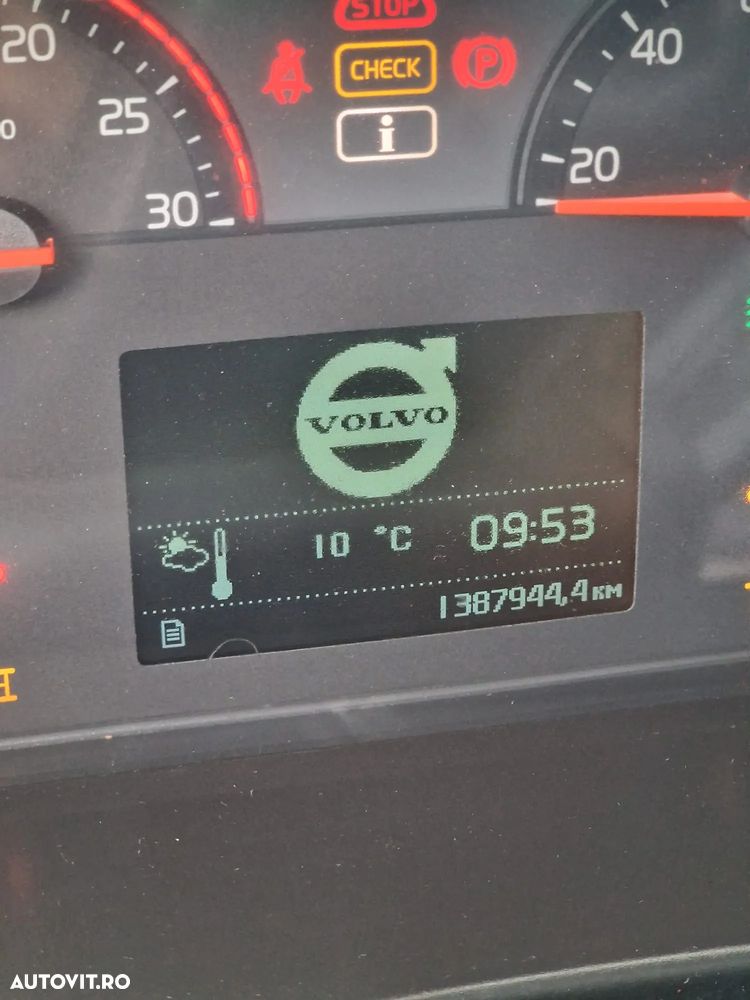 STOP
20
40
CHECK
P
25
i
20
30
VOLVO
10 °C
09:53
1387944,4км
AUTOVIT.RO